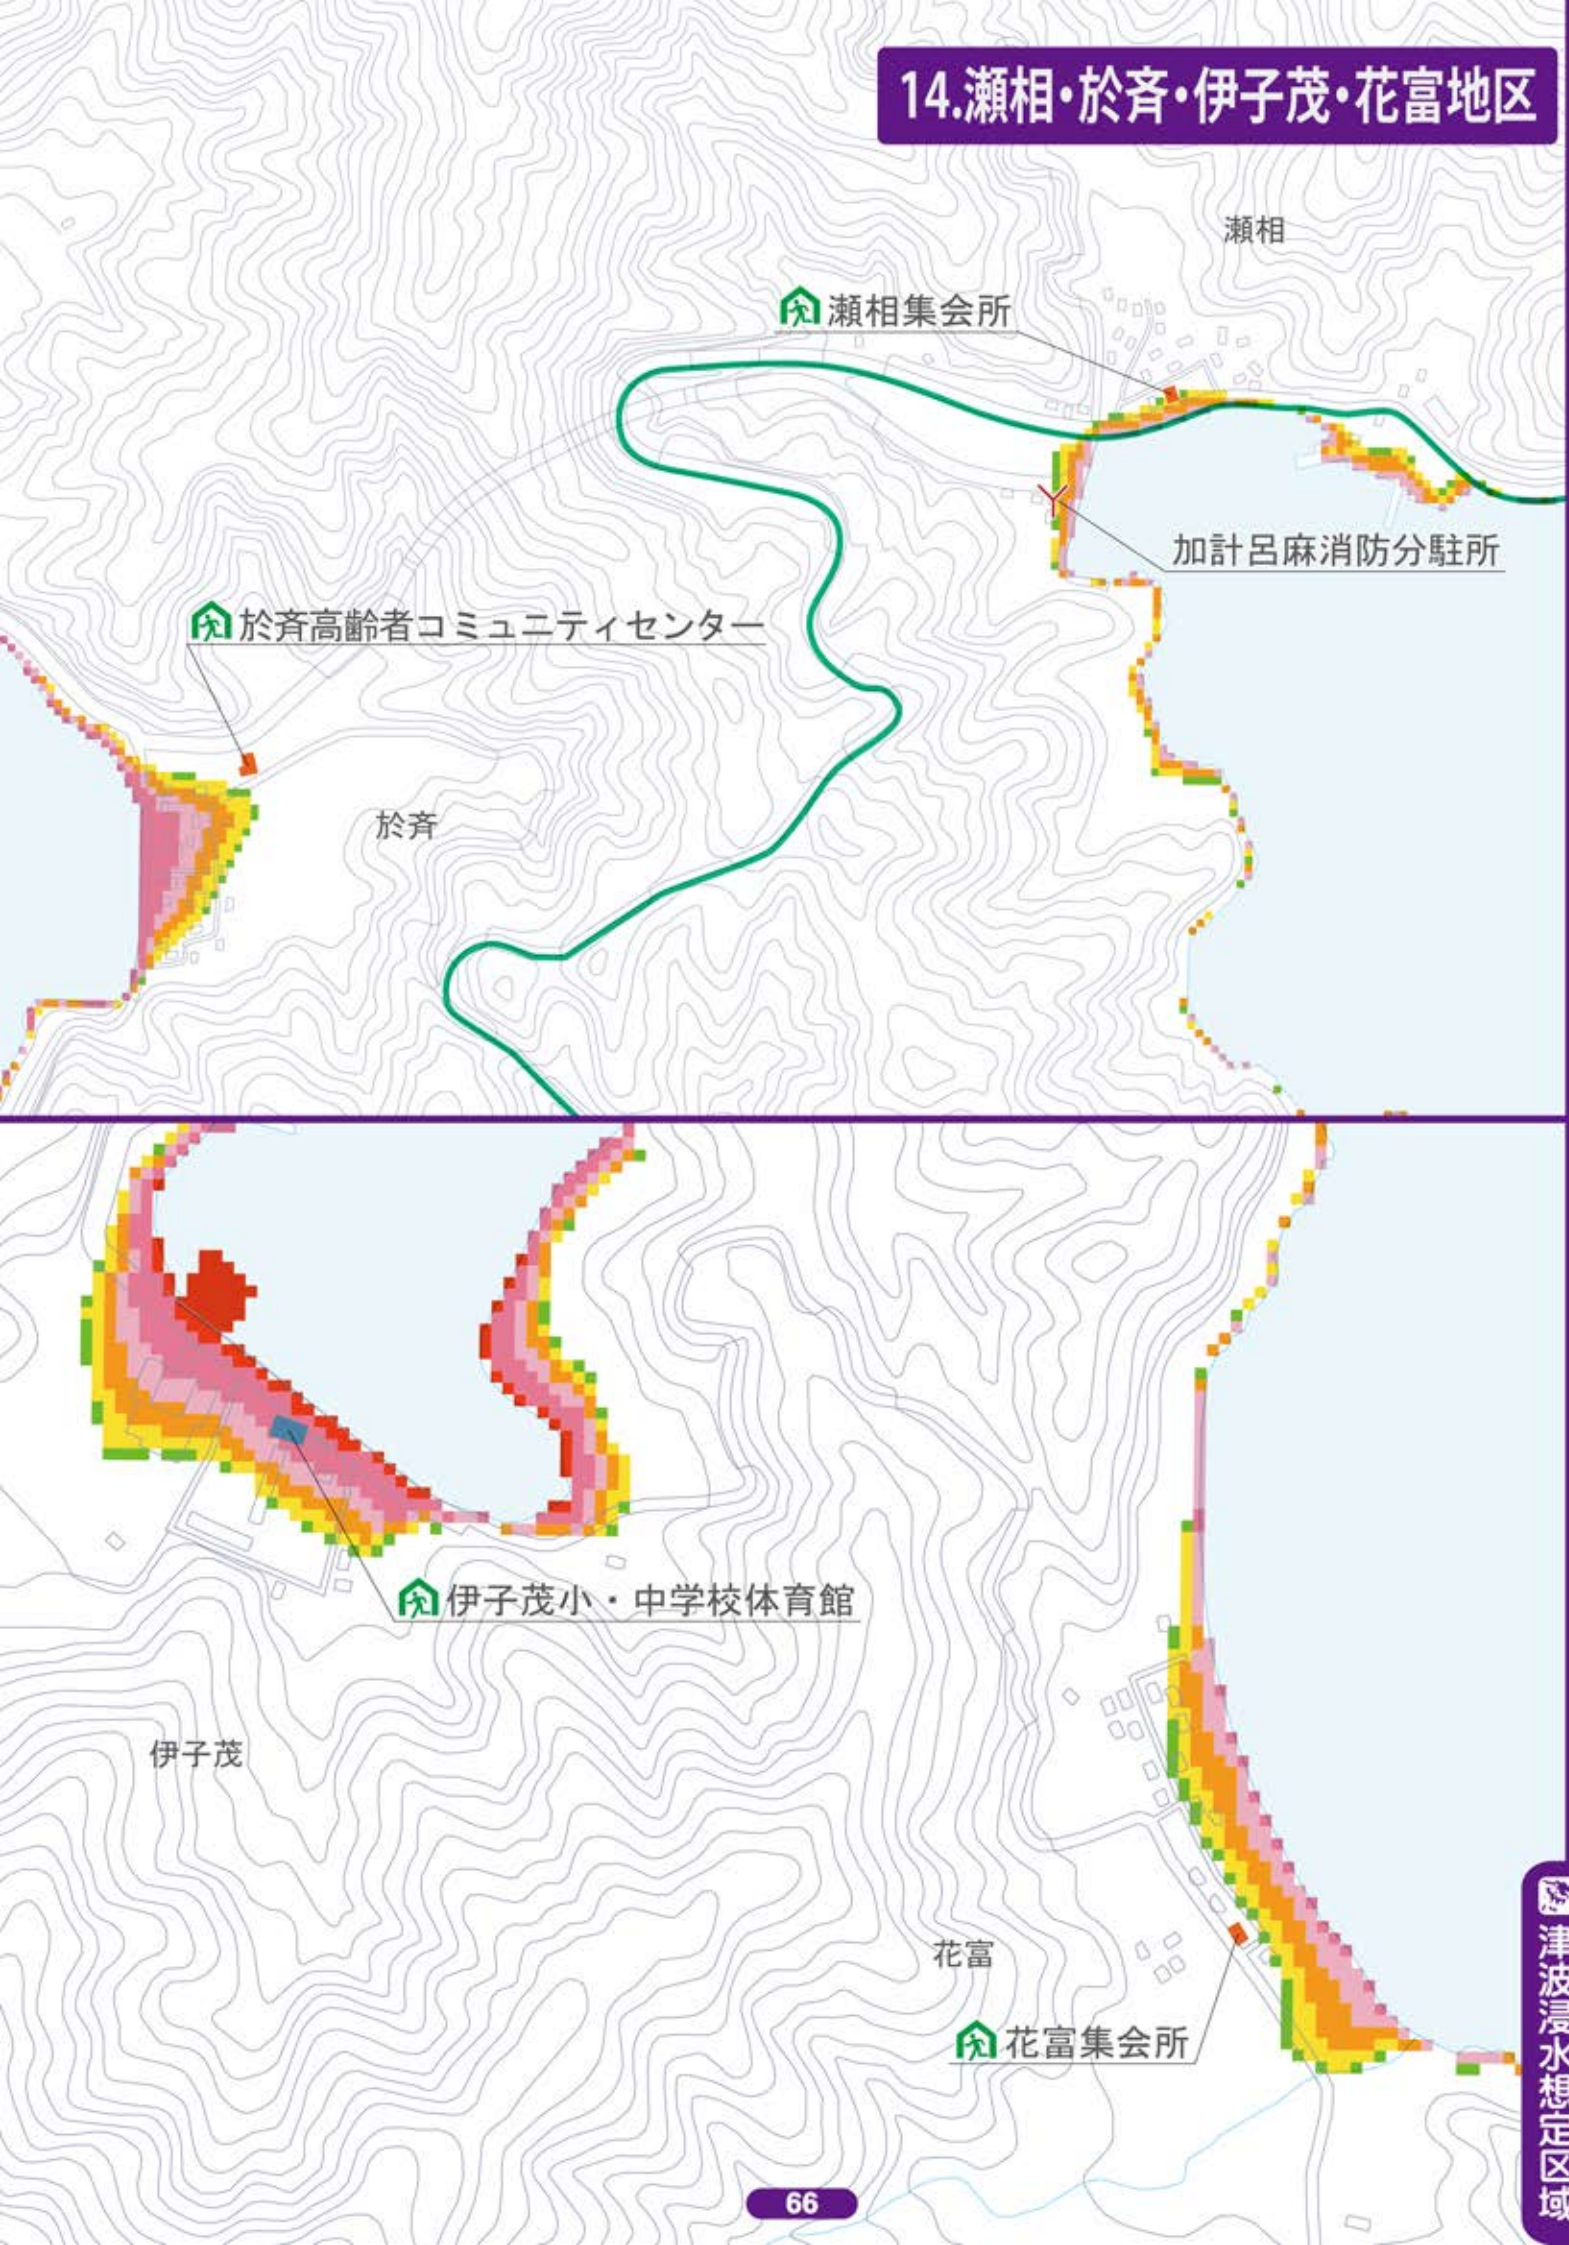 14.瀬相・於斉・伊子茂・花富地区
瀬相
瀬相集会所
加計呂麻消防分駐所
於斉高齢者コミュニティセンター
於斉
伊子茂小・中学校体育館
伊子茂
花富
花富集会所
津波浸水想定区域
66